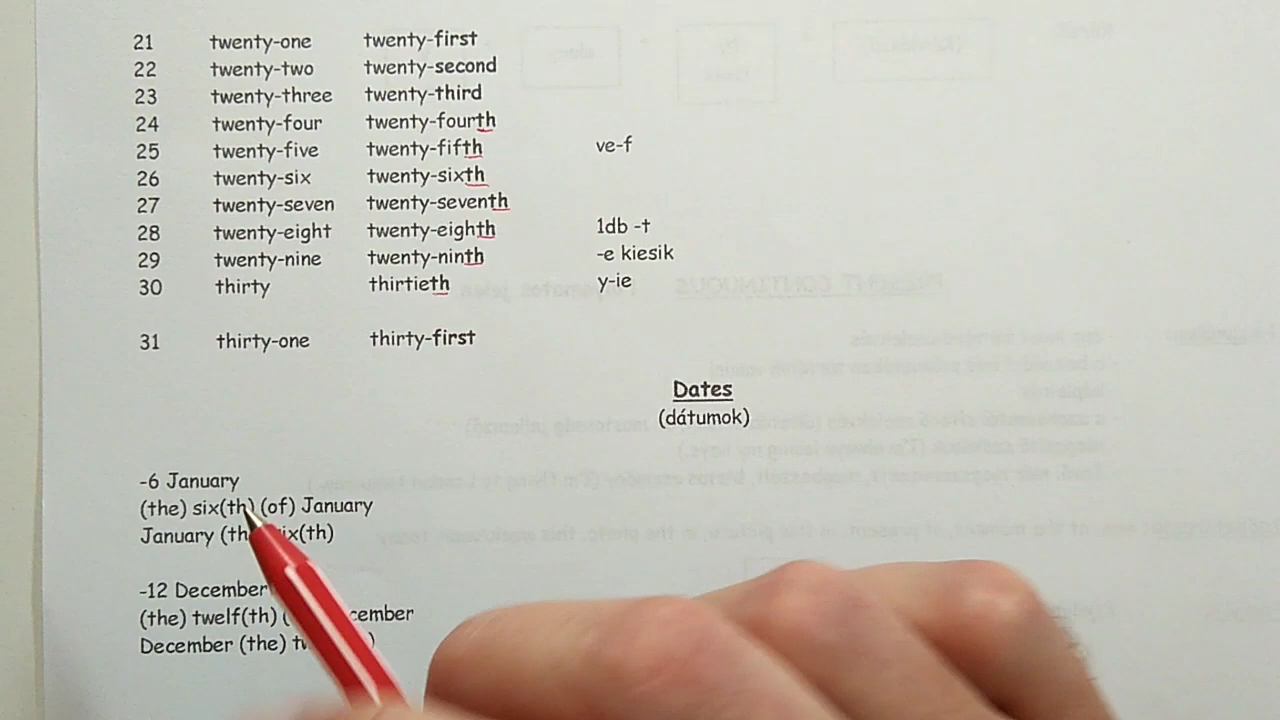 21 twenty-one twenty-first
22 twenty-two twenty-second
23 twenty-three twenty-third
24 twenty-four twenty-fourth
25 twenty-five twenty-fifth ve-f
26 twenty-six twenty-sixth
27 twenty-seven twenty-seventh
28 twenty-eight twenty-eighth 1db -t
29 twenty-nine twenty-ninth -e kiesik
30 thirty thirtieth y-ie
31 thirty-one thirty-first
Dates
(dátumok)
-6 January
(the) six(th) (of) January
January
-12 December
(the) twelf(th)
December (the)